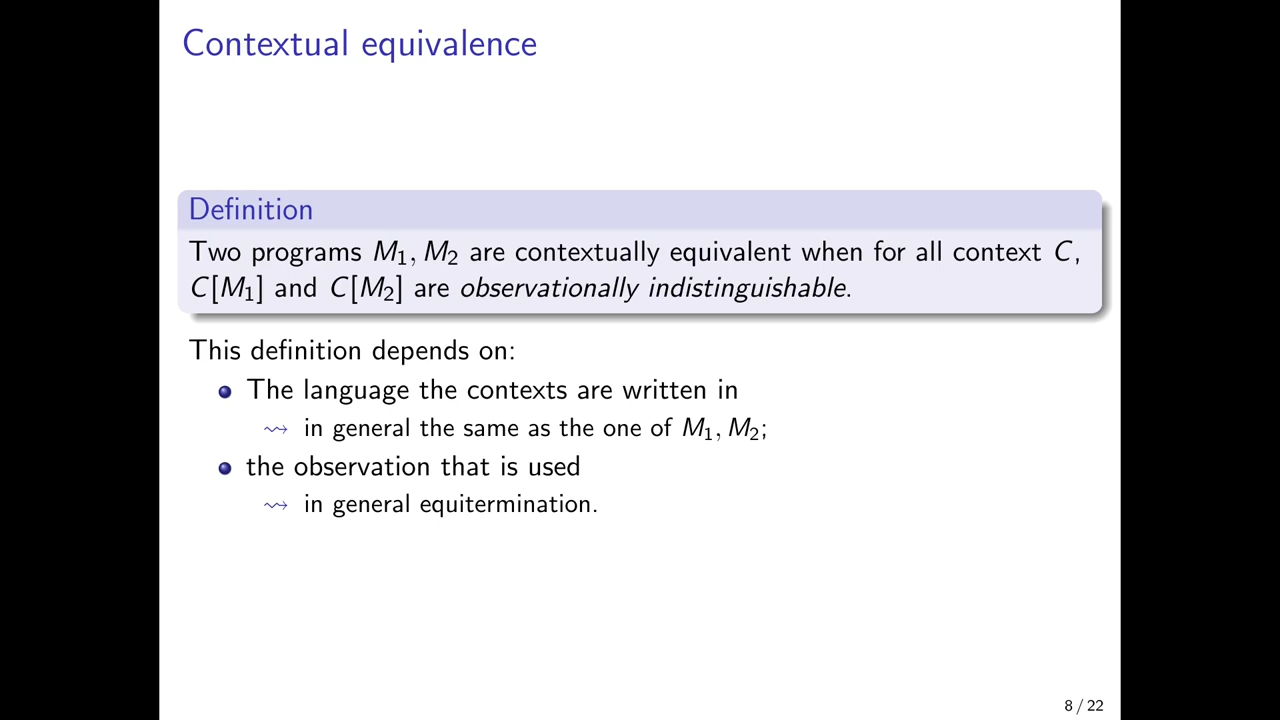 Contextual equivalence
Definition
Two programs M₁, M₂ are contextually equivalent when for all context C,
C[M₁] and C[M₂] are observationally indistinguishable.
This definition depends on:
The language the contexts are written in
⇝ in general the same as the one of M₁, M₂;
the observation that is used
⇝ in general equitermination.
8 / 22